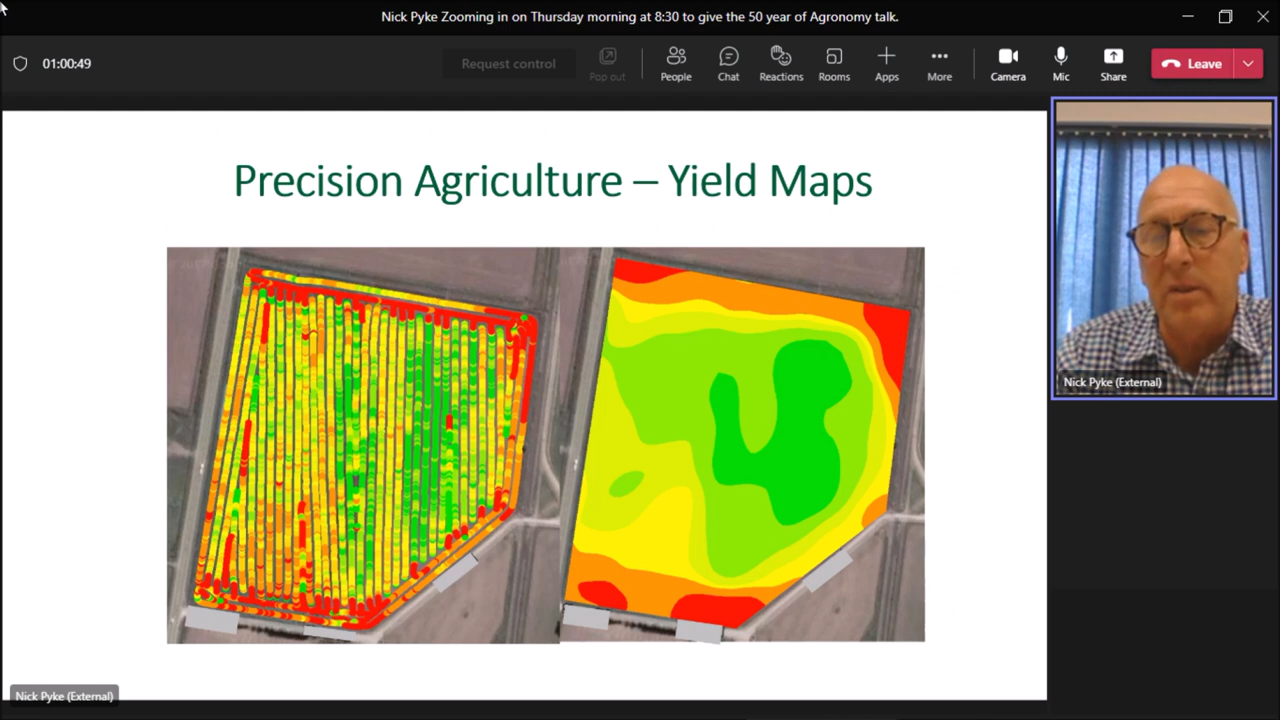 Nick Pyke Zooming in on Thursday morning at 8:30 to give the 50 year of Agronomy talk.
01:00:49
Request control
Pop out
People
Chat
Reactions
Rooms
Apps
More
Camera
Mic
Share
Leave
Precision Agriculture – Yield Maps
Nick Pyke (External)
Nick Pyke (External)